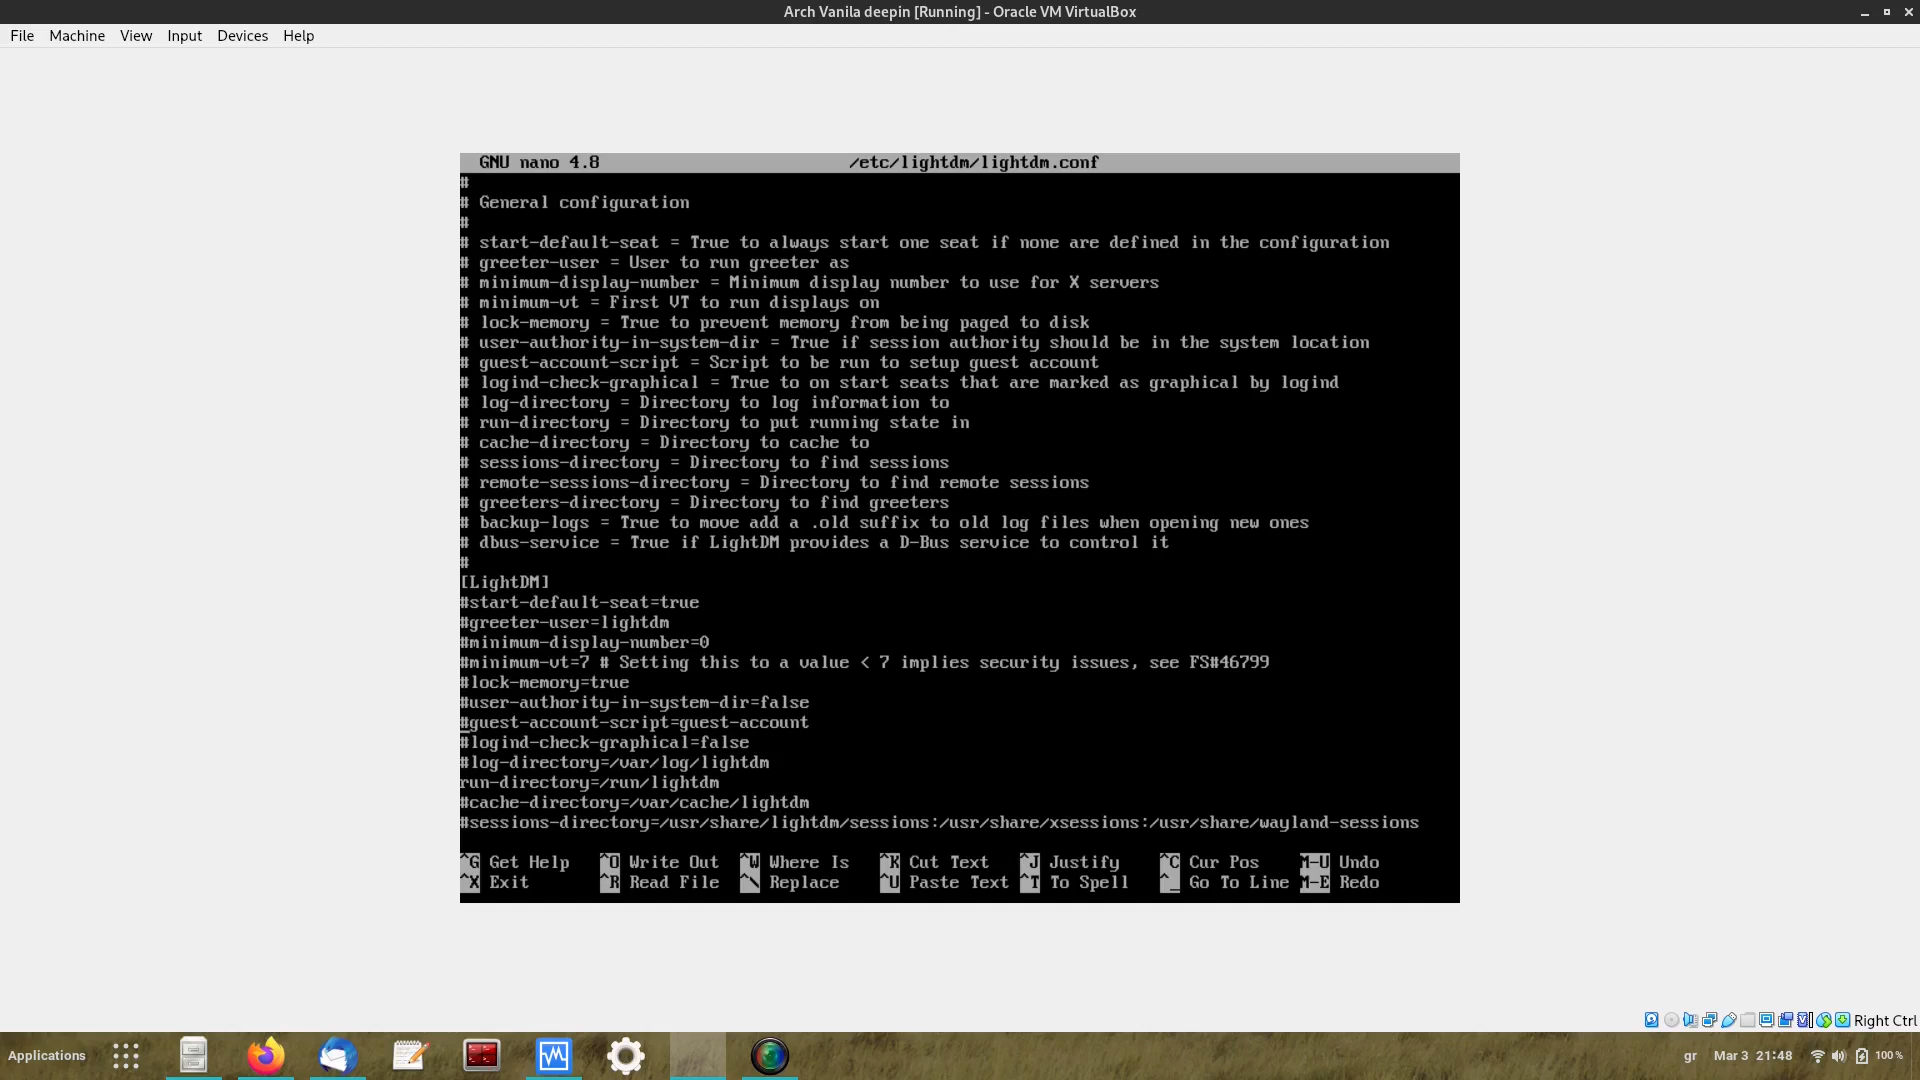 Arch Vanila deepin [Running] - Oracle VM VirtualBox
File Machine View Input Devices Help
GNU nano 4.8 /etc/lightdm/lightdm.conf
#
# General configuration
#
# start-default-seat = True to always start one seat if none are defined in the configuration
# greeter-user = User to run greeter as
# minimum-display-number = Minimum display number to use for X servers
# minimum-vt = First VT to run displays on
# lock-memory = True to prevent memory from being paged to disk
# user-authority-in-system-dir = True if session authority should be in the system location
# guest-account-script = Script to be run to setup guest account
# logind-check-graphical = True to on start seats that are marked as graphical by logind
# log-directory = Directory to log information to
# run-directory = Directory to put running state in
# cache-directory = Directory to cache to
# sessions-directory = Directory to find sessions
# remote-sessions-directory = Directory to find remote sessions
# greeters-directory = Directory to find greeters
# backup-logs = True to move add a .old suffix to old log files when opening new ones
# dbus-service = True if LightDM provides a D-Bus service to control it
#
[LightDM]
#start-default-seat=true
#greeter-user=lightdm
#minimum-display-number=0
#minimum-vt=7 # Setting this to a value < 7 implies security issues, see FS#46799
#lock-memory=true
#user-authority-in-system-dir=false
#guest-account-script=guest-account
#logind-check-graphical=false
#log-directory=/var/log/lightdm
run-directory=/run/lightdm
#cache-directory=/var/cache/lightdm
#sessions-directory=/usr/share/lightdm/sessions:/usr/share/xsessions:/usr/share/wayland-sessions
^G Get Help ^O Write Out ^W Where Is ^K Cut Text ^J Justify ^C Cur Pos M-U Undo
^X Exit ^R Read File ^\ Replace ^U Paste Text ^T To Spell ^_ Go To Line M-E Redo
Right Ctrl
Applications gr Mar 3 21:48 100 %